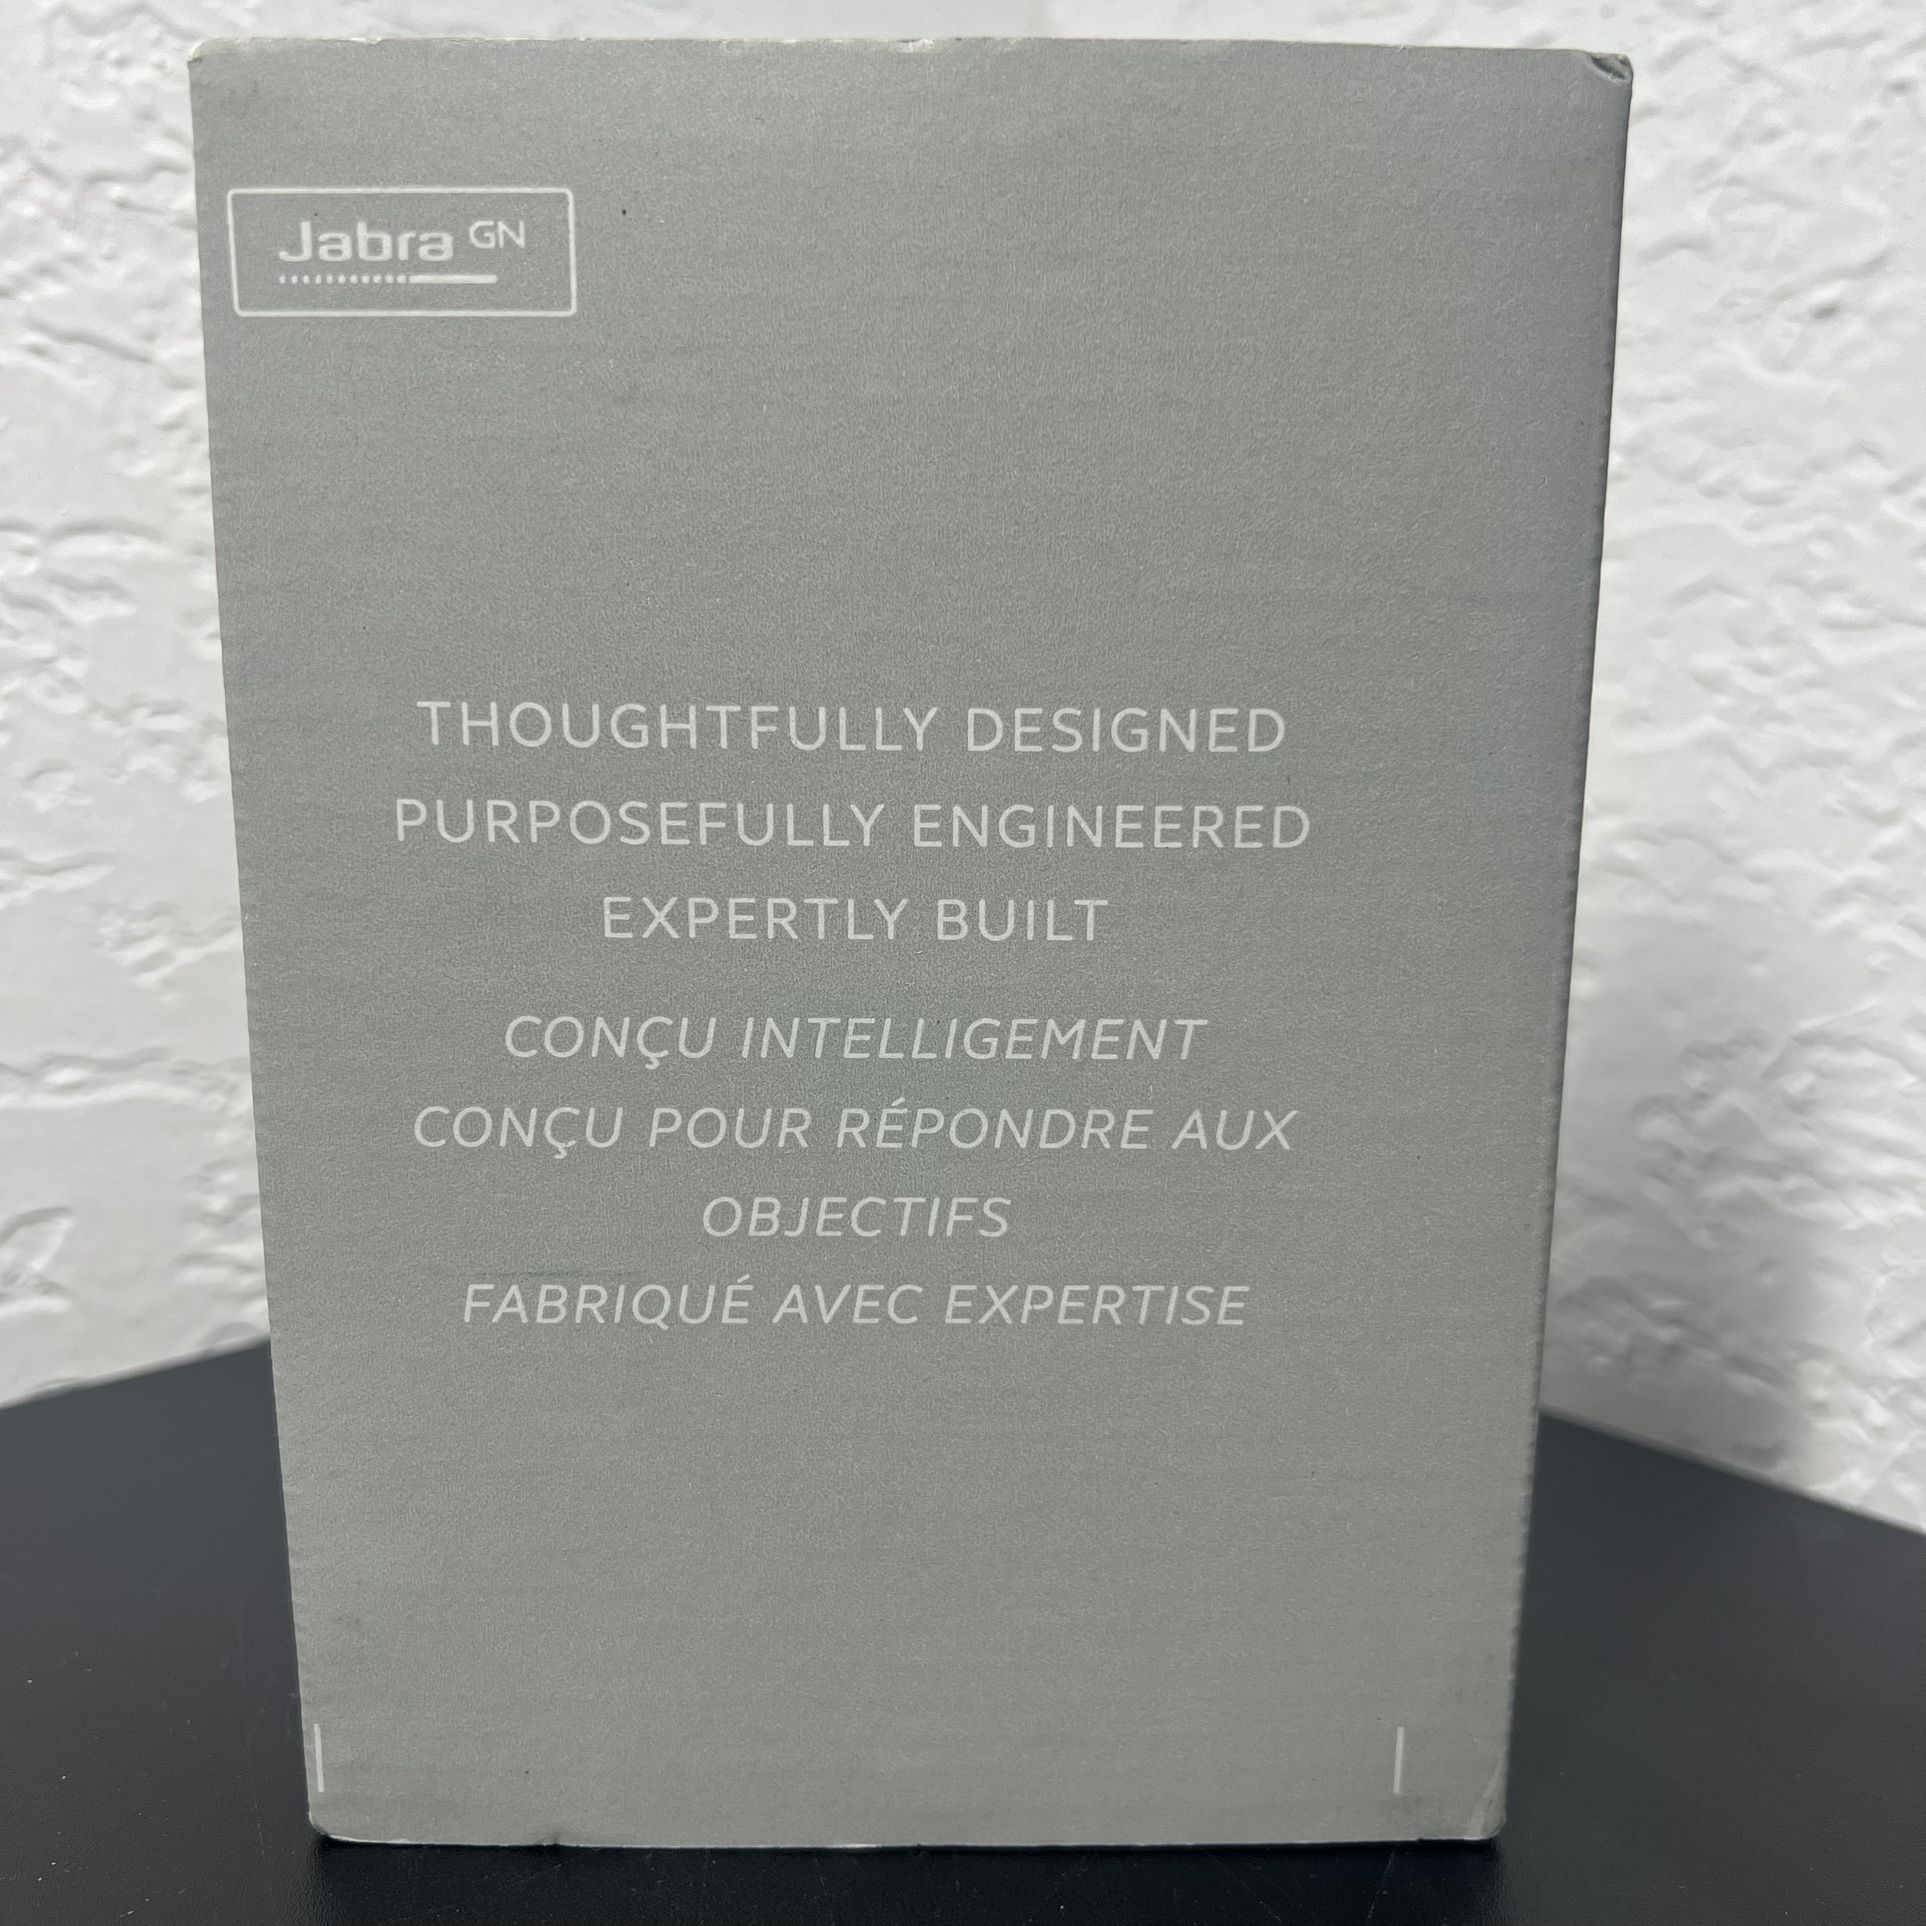 Jabra GN
THOUGHTFULLY DESIGNED
PURPOSEFULLY ENGINEERED
EXPERTLY BUILT
CONÇU INTELLIGEMENT
CONÇU POUR RÉPONDRE AUX
OBJECTIFS
FABRIQUÉ AVEC EXPERTISE